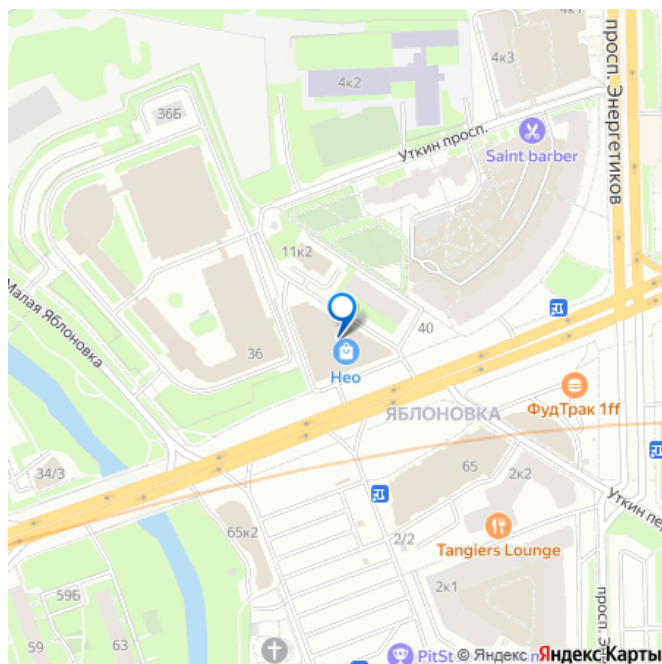 4к1
4к3
просп. Энергетиков
4к2
36Б
Уткин просп.
Saint barber
11к2
Малая Яблоновка
40
36
Нео
ЯБЛОНОВКА
ФудТрак 1ff
34/3
65
2к2
Уткин пер
65к2
2/2
Tangiers Lounge
59Б
2к1
просп. Эн
59
63
PitSt
© Яндекс Яндекс Карты